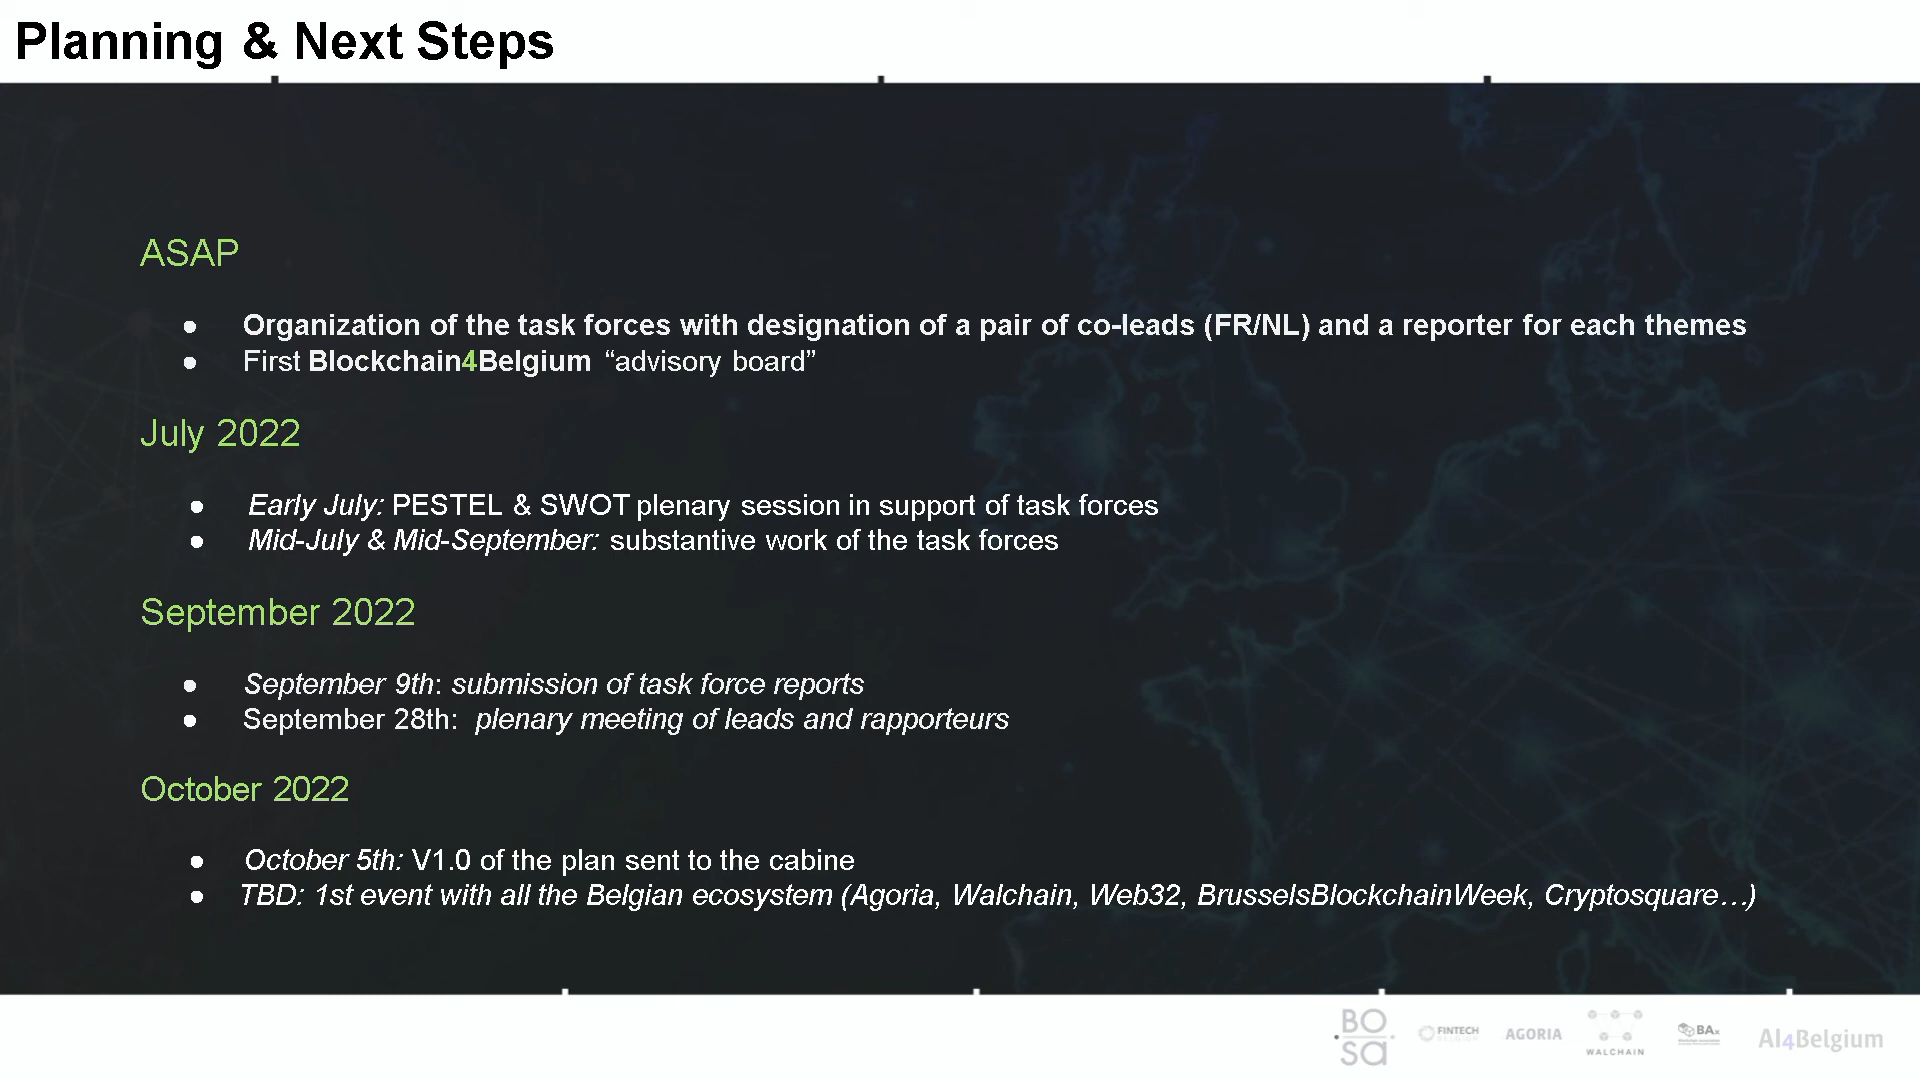 Planning & Next Steps
ASAP
● Organization of the task forces with designation of a pair of co-leads (FR/NL) and a reporter for each themes
● First Blockchain4Belgium “advisory board”
July 2022
● Early July: PESTEL & SWOT plenary session in support of task forces
● Mid-July & Mid-September: substantive work of the task forces
September 2022
● September 9th: submission of task force reports
● September 28th: plenary meeting of leads and rapporteurs
October 2022
● October 5th: V1.0 of the plan sent to the cabine
● TBD: 1st event with all the Belgian ecosystem (Agoria, Walchain, Web32, BrusselsBlockchainWeek, Cryptosquare…)
BOSa
FINTECH
BELGIUM
AGORIA
WALCHAIN
BAx
AI4Belgium